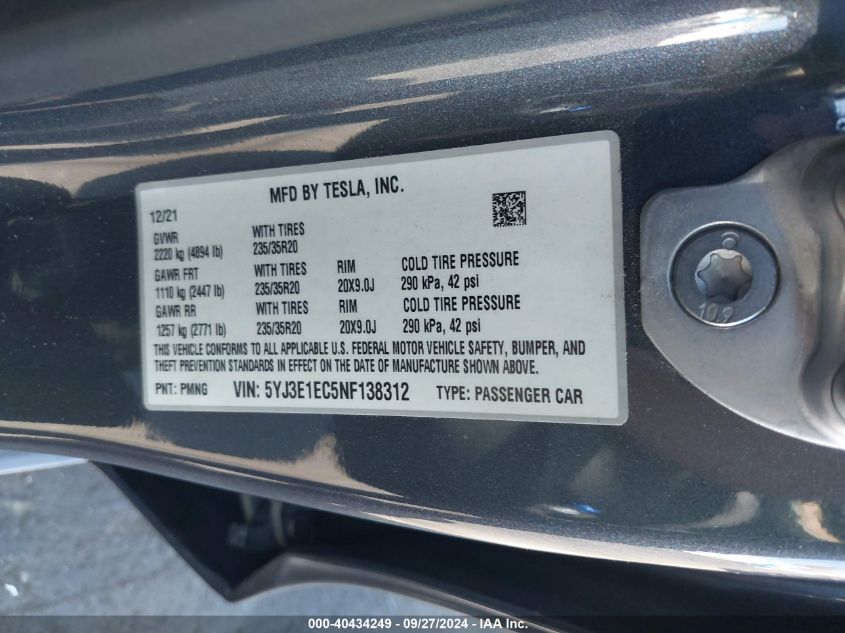 MFD BY TESLA, INC.
12/21
GVWR WITH TIRES
2220 kg (4894 lb) 235/35R20
GAWR FRT WITH TIRES RIM COLD TIRE PRESSURE
1110 kg (2447 lb) 235/35R20 20X9.0J 290 kPa, 42 psi
GAWR RR WITH TIRES RIM COLD TIRE PRESSURE
1257 kg (2771 lb) 235/35R20 20X9.0J 290 kPa, 42 psi
THIS VEHICLE CONFORMS TO ALL APPLICABLE U.S. FEDERAL MOTOR VEHICLE SAFETY, BUMPER, AND
THEFT PREVENTION STANDARDS IN EFFECT ON THE DATE OF MANUFACTURE SHOWN ABOVE.
PNT: PMNG VIN: 5YJ3E1EC5NF138312 TYPE: PASSENGER CAR
10.9
000-40434249 - 09/27/2024 - IAA, Inc.